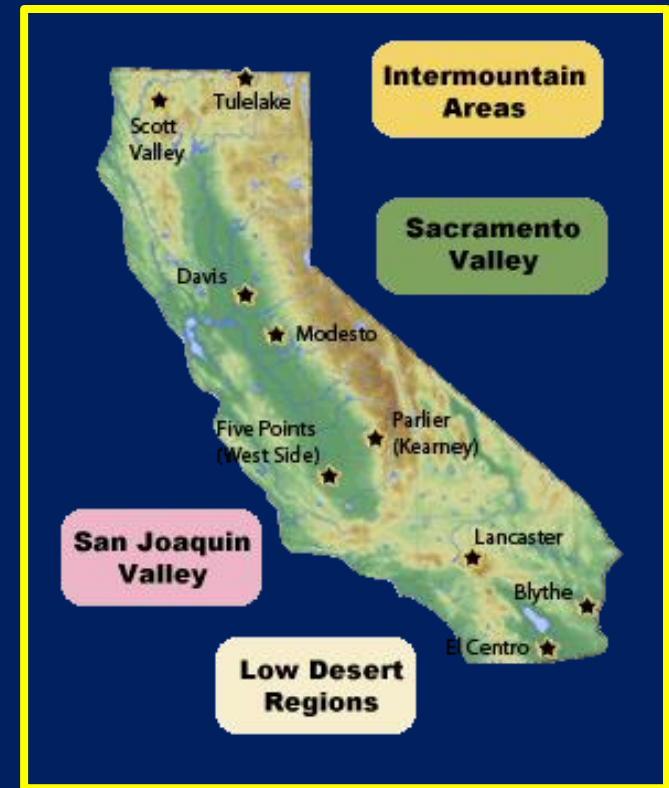 Intermountain
Areas
Tulelake
Scott
Valley
Sacramento
Valley
Davis
Modesto
Five Points
(West Side)
Parlier
(Kearney)
San Joaquin
Valley
Lancaster
Blythe
El Centro
Low Desert
Regions